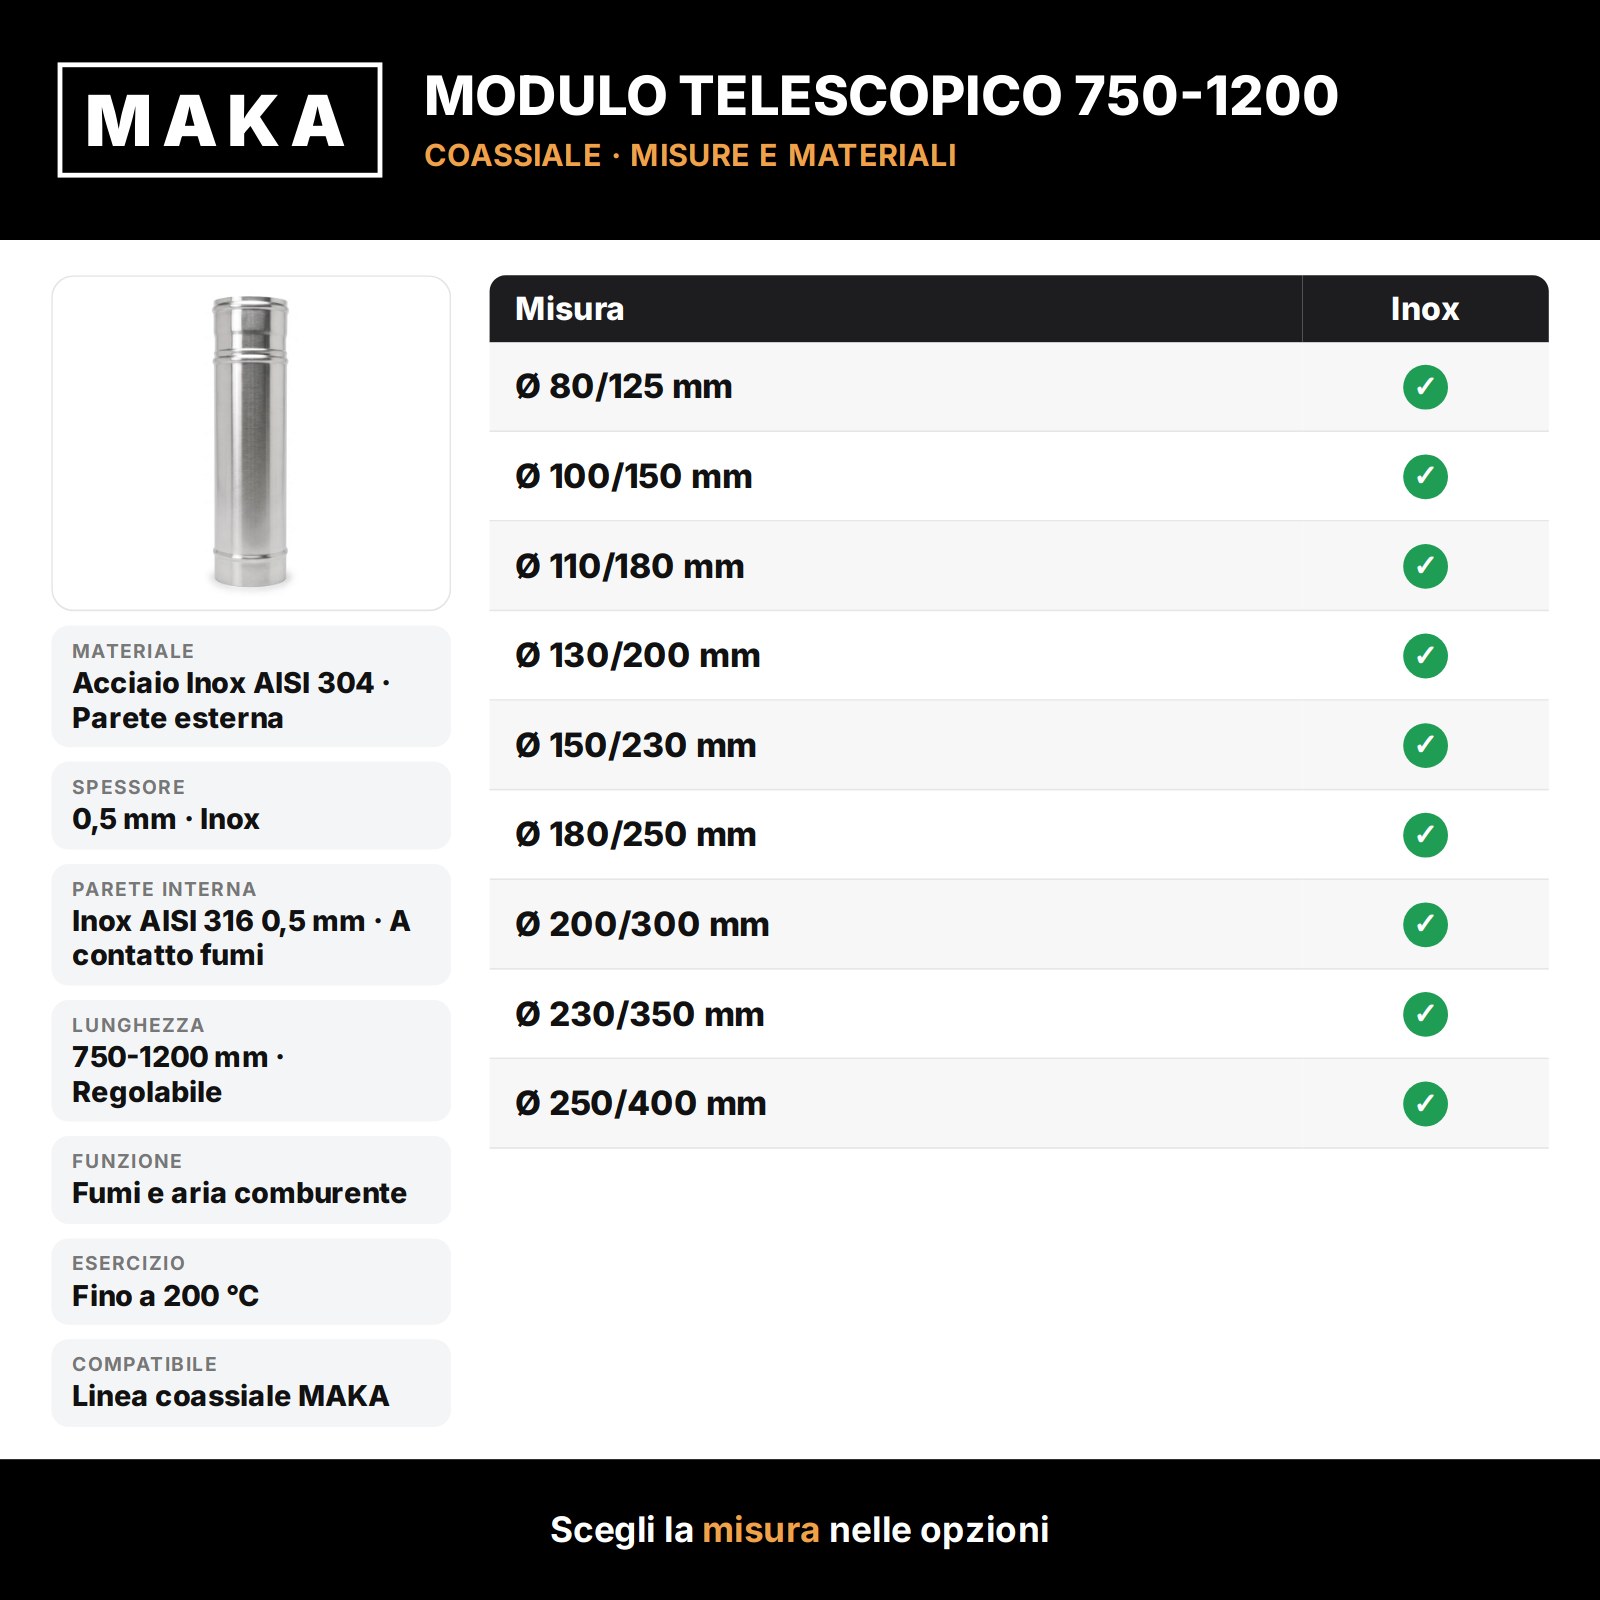 MAKA
MODULO TELESCOPICO 750-1200
COASSIALE · MISURE E MATERIALI
MATERIALE
Acciaio Inox AISI 304 ·
Parete esterna
SPESSORE
0,5 mm · Inox
PARETE INTERNA
Inox AISI 316 0,5 mm · A
contatto fumi
LUNGHEZZA
750-1200 mm ·
Regolabile
FUNZIONE
Fumi e aria comburente
ESERCIZIO
Fino a 200 °C
COMPATIBILE
Linea coassiale MAKA
Misura Inox
Ø 80/125 mm ✓
Ø 100/150 mm ✓
Ø 110/180 mm ✓
Ø 130/200 mm ✓
Ø 150/230 mm ✓
Ø 180/250 mm ✓
Ø 200/300 mm ✓
Ø 230/350 mm ✓
Ø 250/400 mm ✓
Scegli la misura nelle opzioni